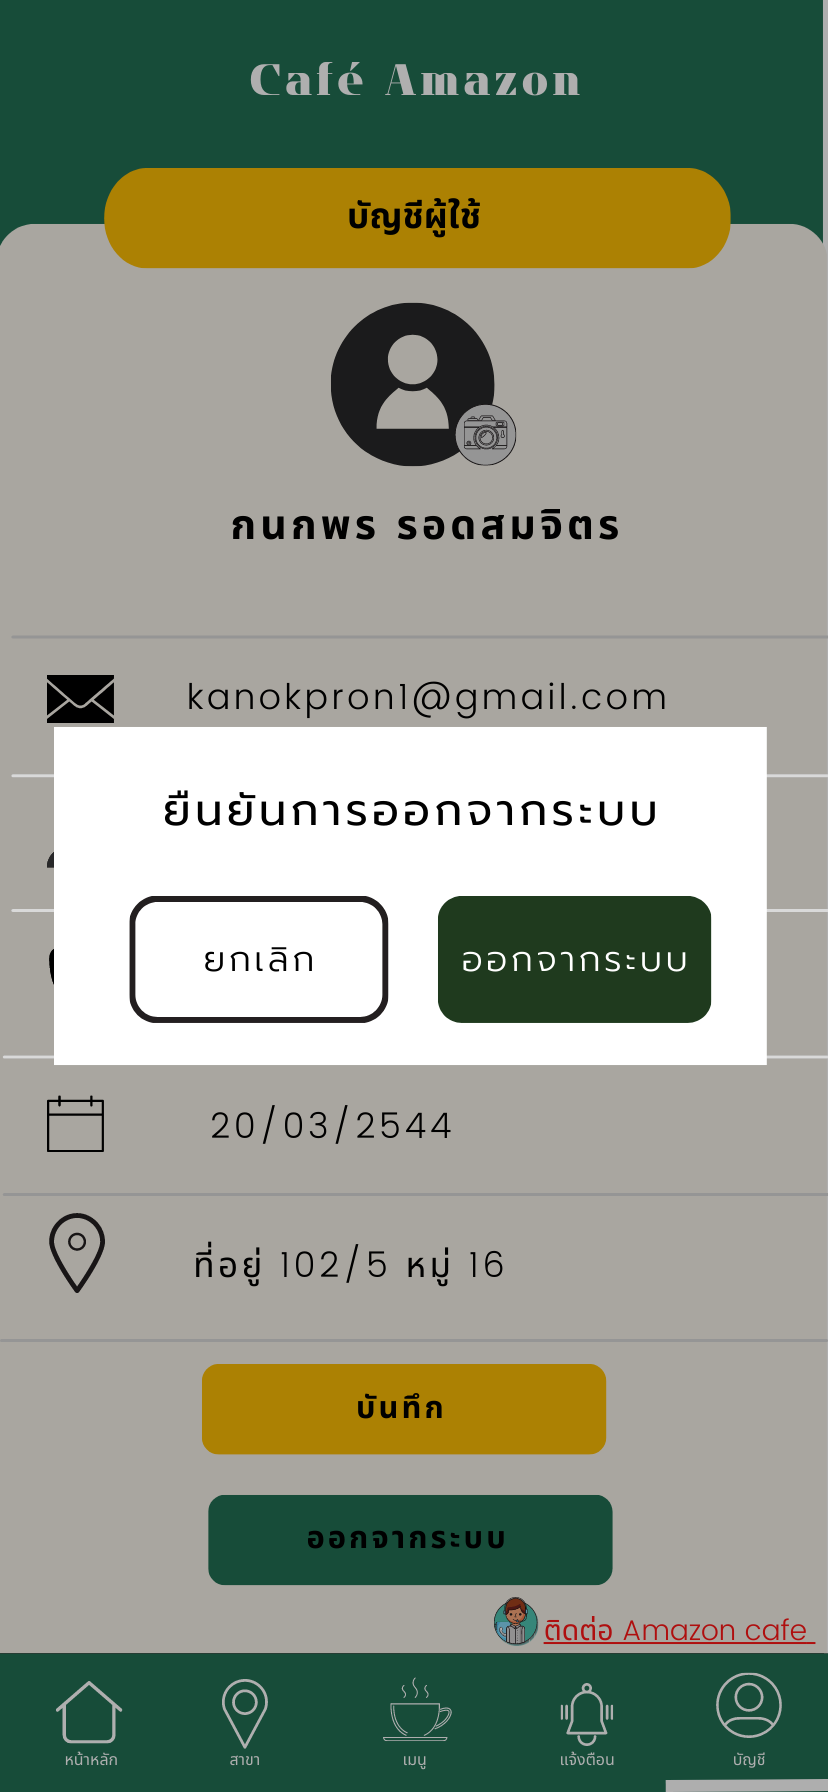 Café Amazon
บัญชีผู้ใช้
กนกพร รอดสมจิตร
kanokpron1@gmail.com
ยืนยันการออกจากระบบ
ยกเลิก
ออกจากระบบ
20/03/2544
ที่อยู่ 102/5 หมู่ 16
บันทึก
ออกจากระบบ
ติดต่อ Amazon cafe
หน้าหลัก
สาขา
เมนู
แจ้งตือน
บัญชี